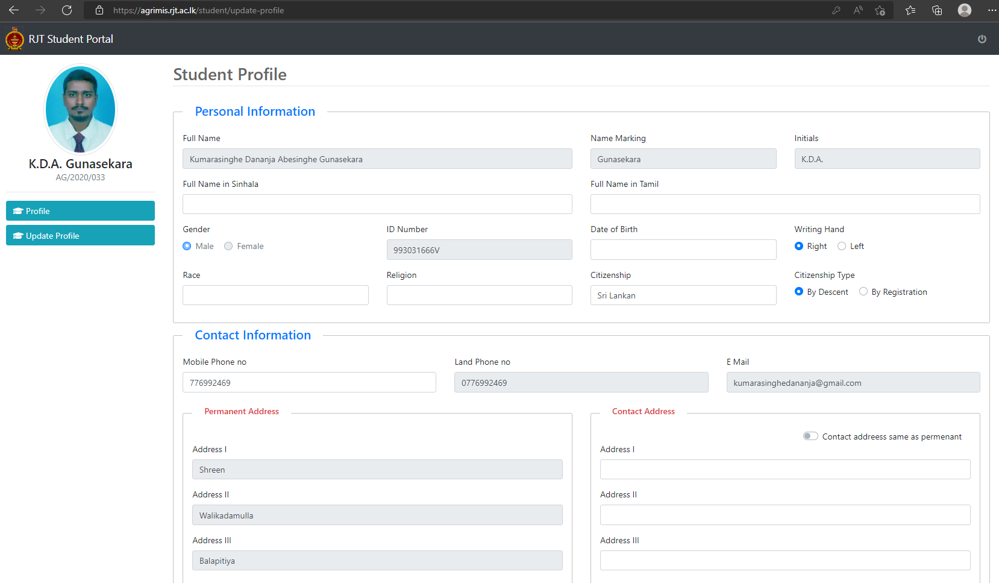 https://agrimis.rjt.ac.lk/student/update-profile
RJT Student Portal
K.D.A. Gunasekara
AG/2020/033
Profile
Update Profile
Student Profile
Personal Information
Full Name Name Marking Initials
Kumarasinghe Dananja Abesinghe Gunasekara Gunasekara K.D.A.
Full Name in Sinhala Full Name in Tamil
Gender ID Number Date of Birth Writing Hand
Male Female 993031666V Right Left
Race Religion Citizenship Citizenship Type
Sri Lankan By Descent By Registration
Contact Information
Mobile Phone no Land Phone no E Mail
776992469 0776992469 kumarasinghedananja@gmail.com
Permanent Address
Address I
Shreen
Address II
Walikadamulla
Address III
Balapitiya
Contact Address
Contact addreess same as permenant
Address I
Address II
Address III